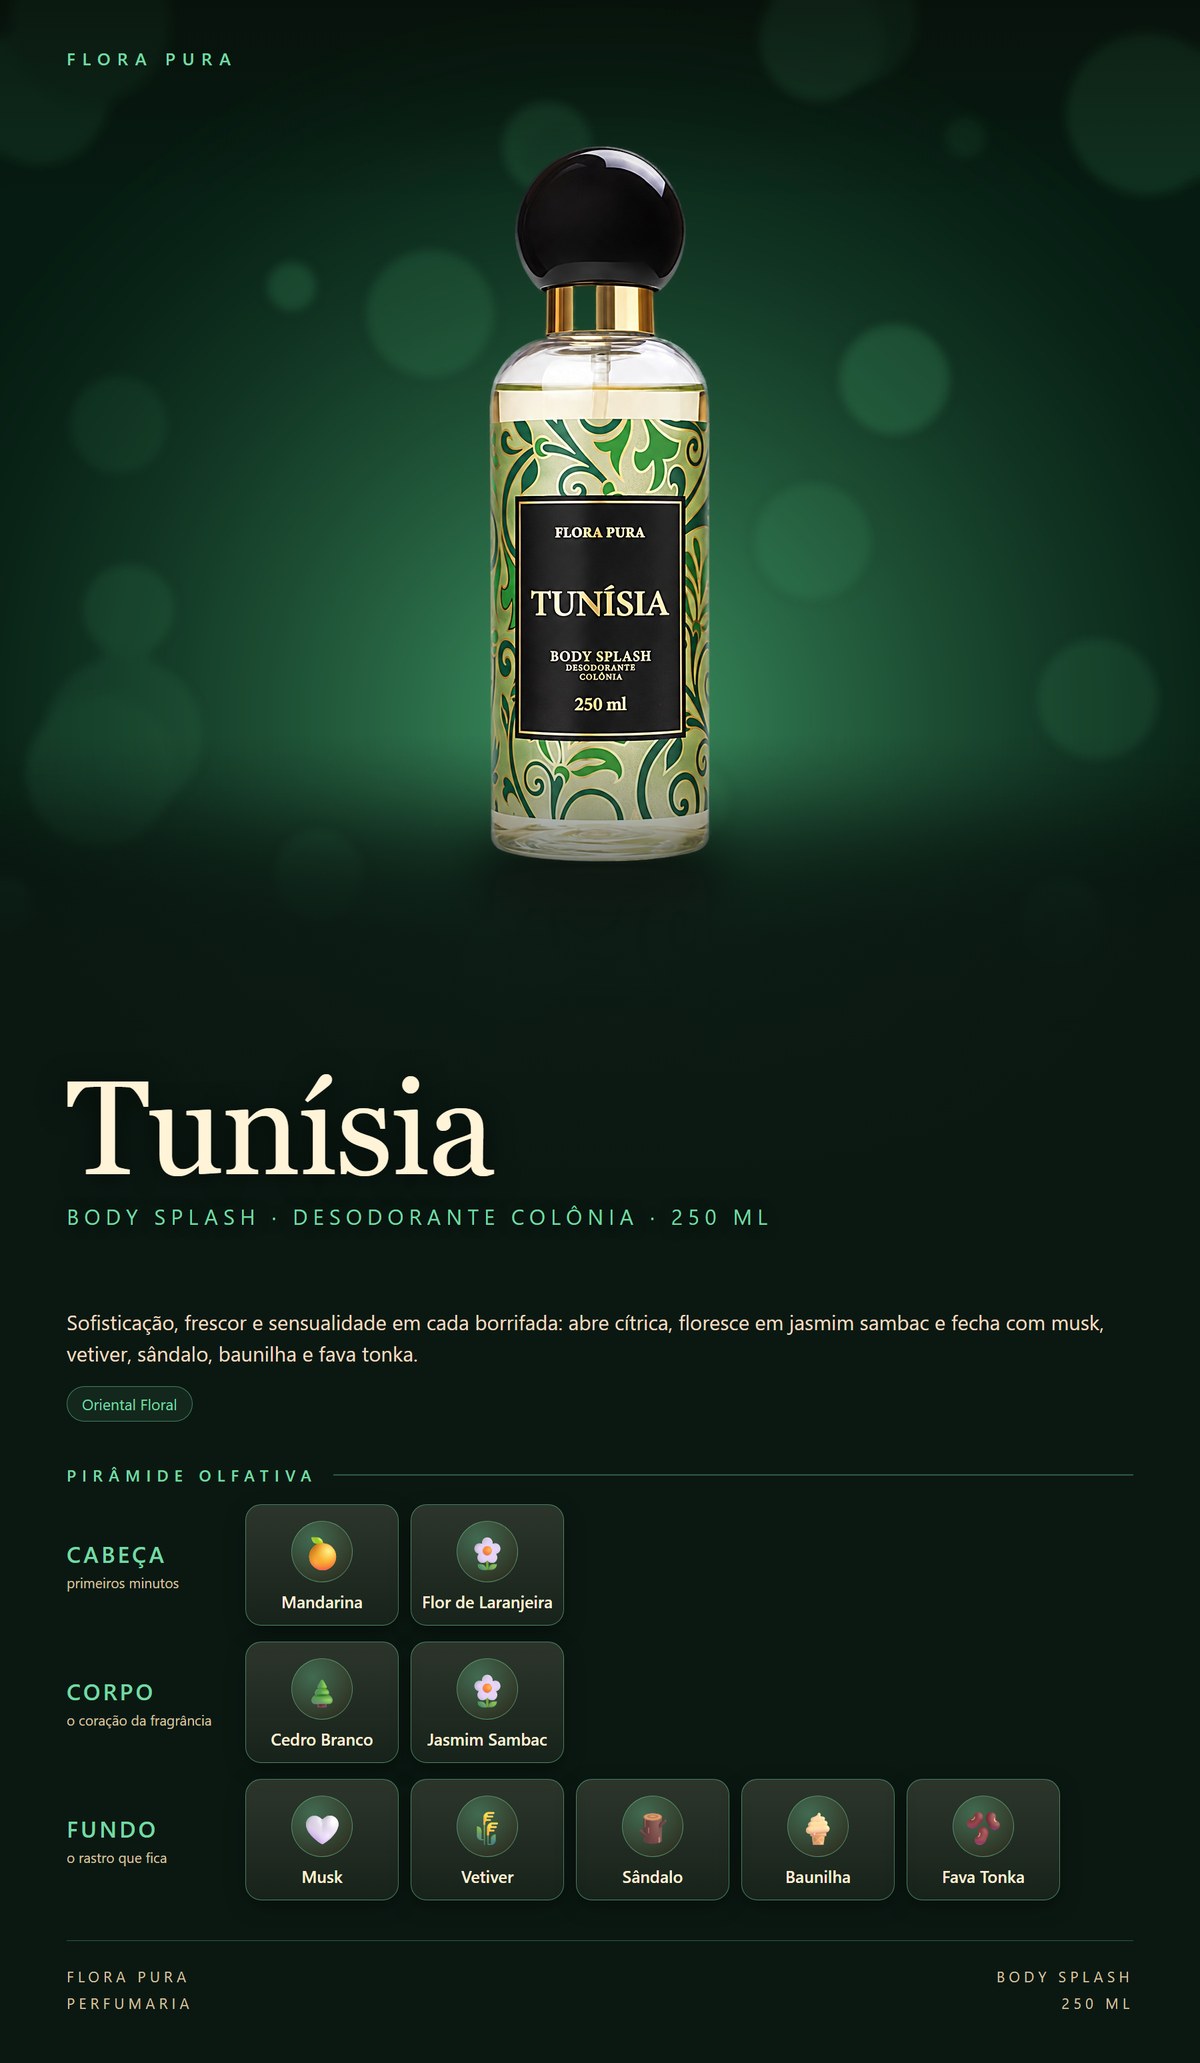 FLORA PURA
FLORA PURA
TUNÍSIA
BODY SPLASH
DESODORANTE
COLÔNIA
250 ml
Tunísia
BODY SPLASH · DESODORANTE COLÔNIA · 250 ML
Sofisticação, frescor e sensualidade em cada borrifada: abre cítrica, floresce em jasmim sambac e fecha com musk,
vetiver, sândalo, baunilha e fava tonka.
Oriental Floral
PIRÂMIDE OLFATIVA
CABEÇA
primeiros minutos
Mandarina
Flor de Laranjeira
CORPO
o coração da fragrância
Cedro Branco
Jasmim Sambac
FUNDO
o rastro que fica
Musk
Vetiver
Sândalo
Baunilha
Fava Tonka
FLORA PURA
PERFUMARIA
BODY SPLASH
250 ML